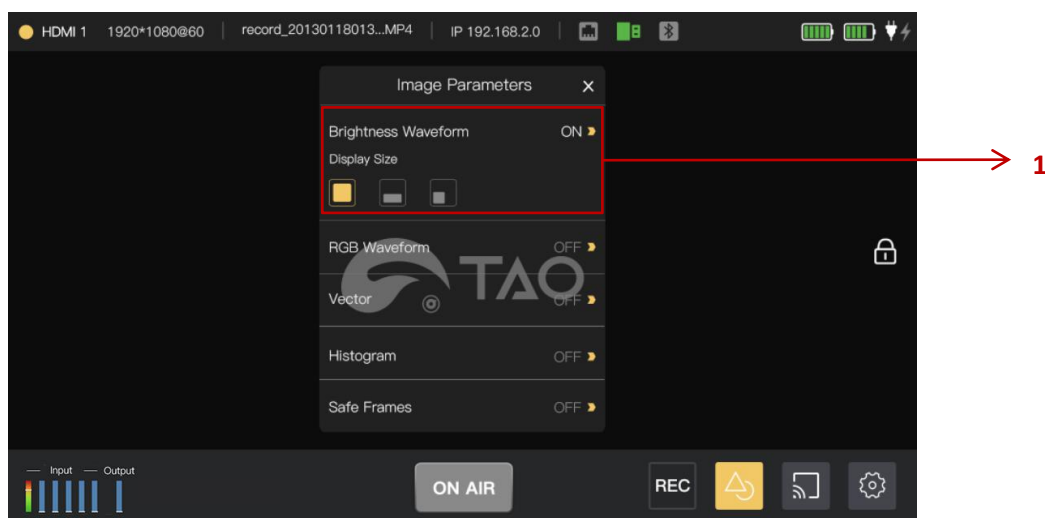 HDMI 1 1920*1080@60 record_20130118013...MP4 IP 192.168.2.0 8
Image Parameters X
Brightness Waveform ON
1
Display Size
RGB Waveform OFF
TAO
Vector OFF
Histogram OFF
Safe Frames OFF
Input Output
ON AIR
REC